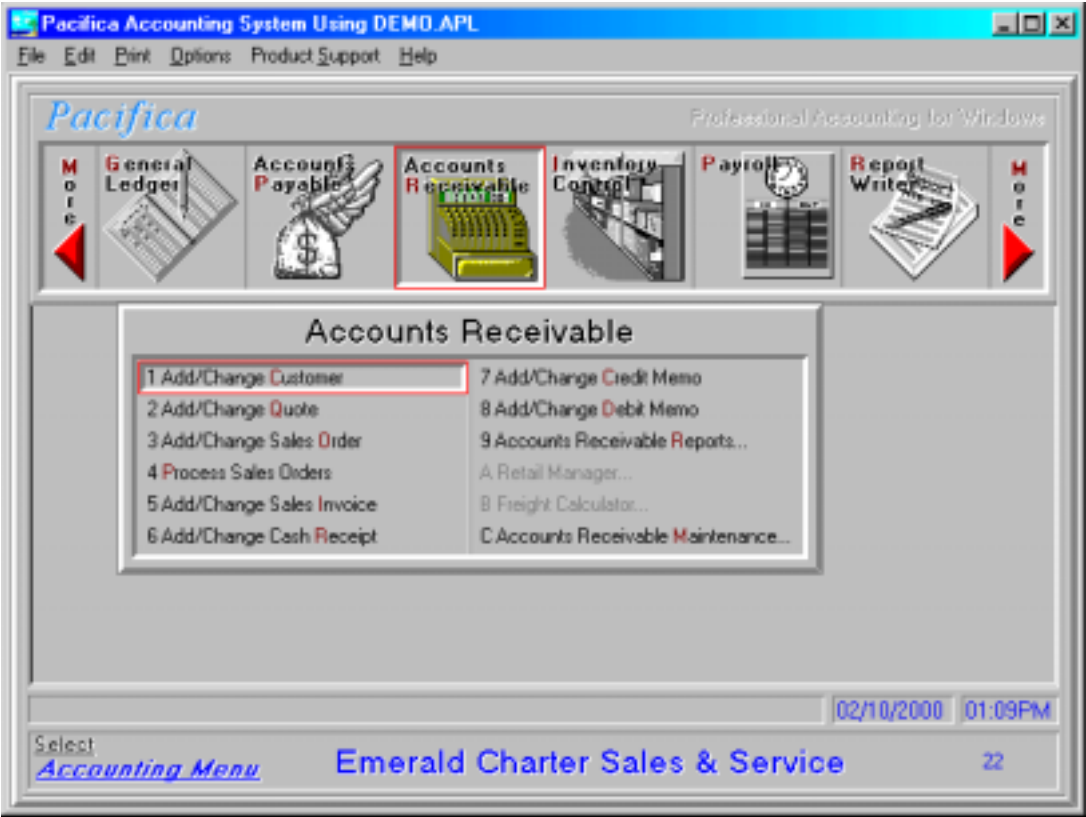 Pacifica Accounting System Using DEMO.APL
File Edit Print Options Product Support Help
Pacifica
Professional Accounting for Windows
More
General Ledger
Accounts Payable
Accounts Receivable
Inventory Control
Payroll
Report Writer
More
Accounts Receivable
1 Add/Change Customer
2 Add/Change Quote
3 Add/Change Sales Order
4 Process Sales Orders
5 Add/Change Sales Invoice
6 Add/Change Cash Receipt
7 Add/Change Credit Memo
8 Add/Change Debit Memo
9 Accounts Receivable Reports...
A Retail Manager...
B Freight Calculator...
C Accounts Receivable Maintenance...
02/10/2000 01:09PM
Select
Accounting Menu
Emerald Charter Sales & Service
22